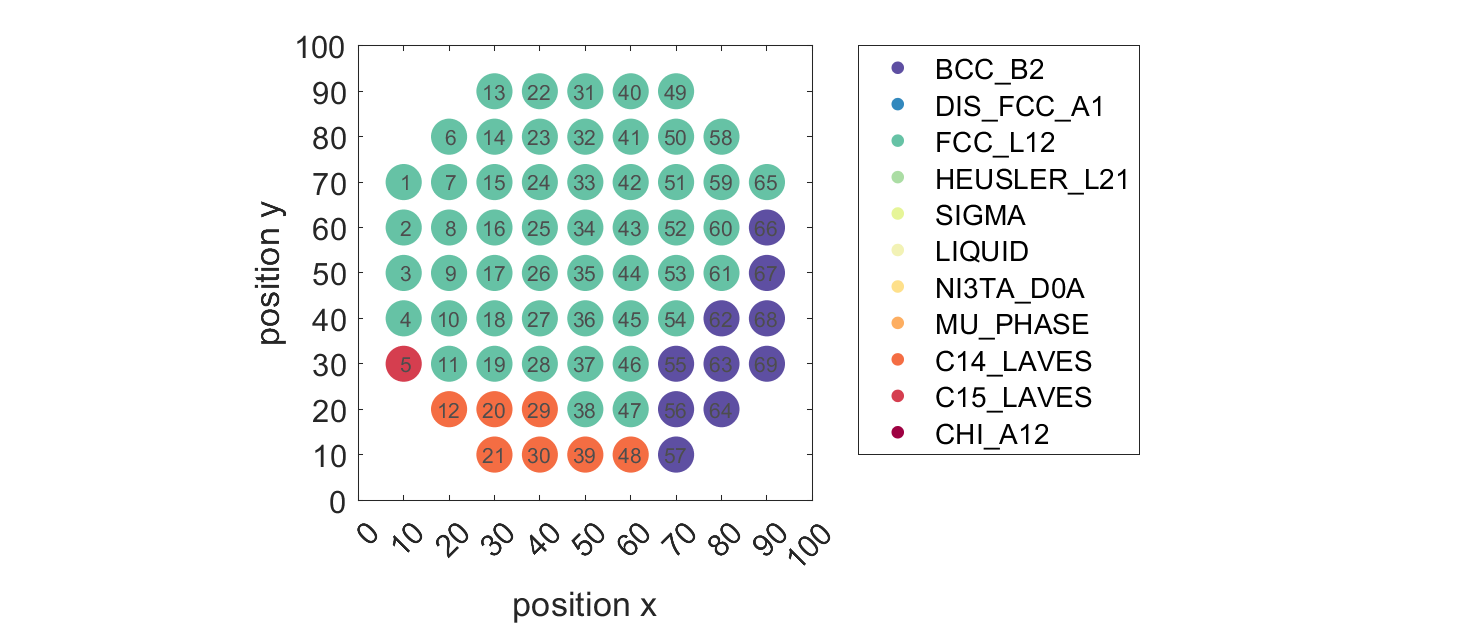 100
90
80
70
60
50
40
30
20
10
0
position y
13 22 31 40 49
6 14 23 32 41 50 58
1 7 15 24 33 42 51 59 65
2 8 16 25 34 43 52 60 66
3 9 17 26 35 44 53 61 67
4 10 18 27 36 45 54 62 68
5 11 19 28 37 46 55 63 69
12 20 29 38 47 56 64
21 30 39 48 57
0 10 20 30 40 50 60 70 80 90 100
position x
BCC_B2
DIS_FCC_A1
FCC_L12
HEUSLER_L21
SIGMA
LIQUID
NI3TA_D0A
MU_PHASE
C14_LAVES
C15_LAVES
CHI_A12